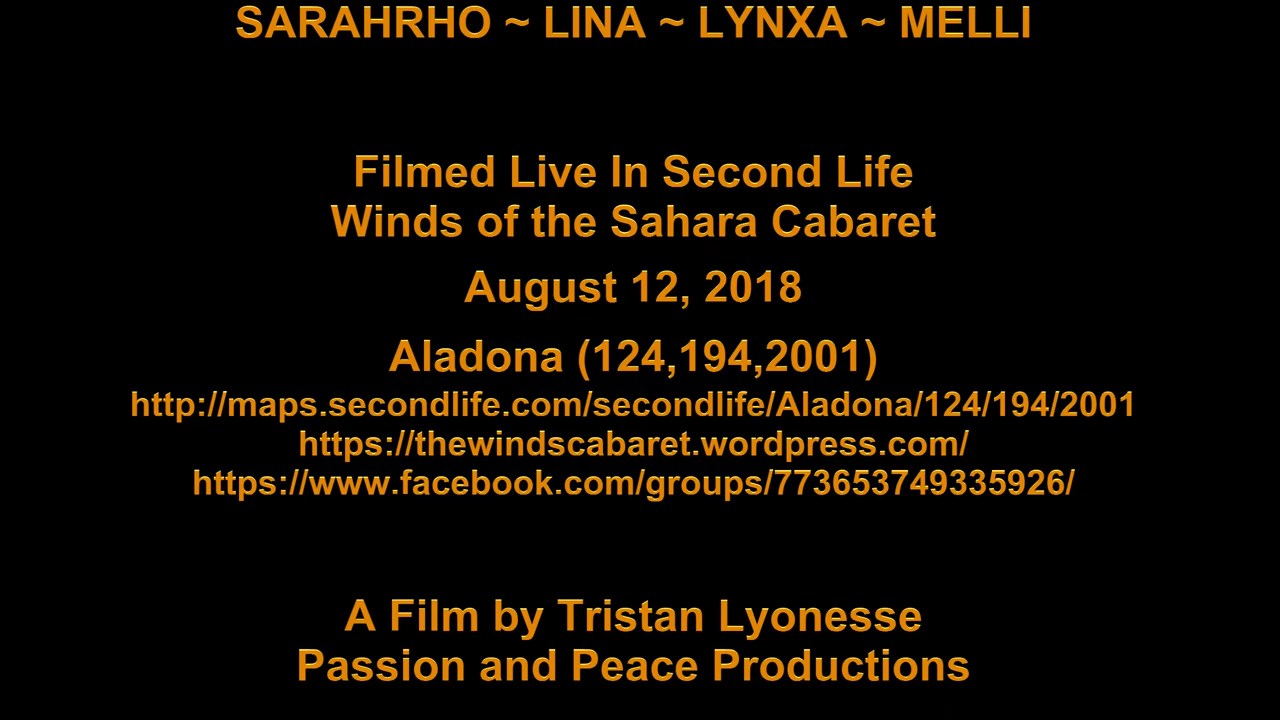 SARAHRHO ~ LINA ~ LYNXA ~ MELLI
Filmed Live In Second Life
Winds of the Sahara Cabaret
August 12, 2018
Aladona (124,194,2001)
http://maps.secondlife.com/secondlife/Aladona/124/194/2001
https://thewindscabaret.wordpress.com/
https://www.facebook.com/groups/773653749335926/
A Film by Tristan Lyonesse
Passion and Peace Productions